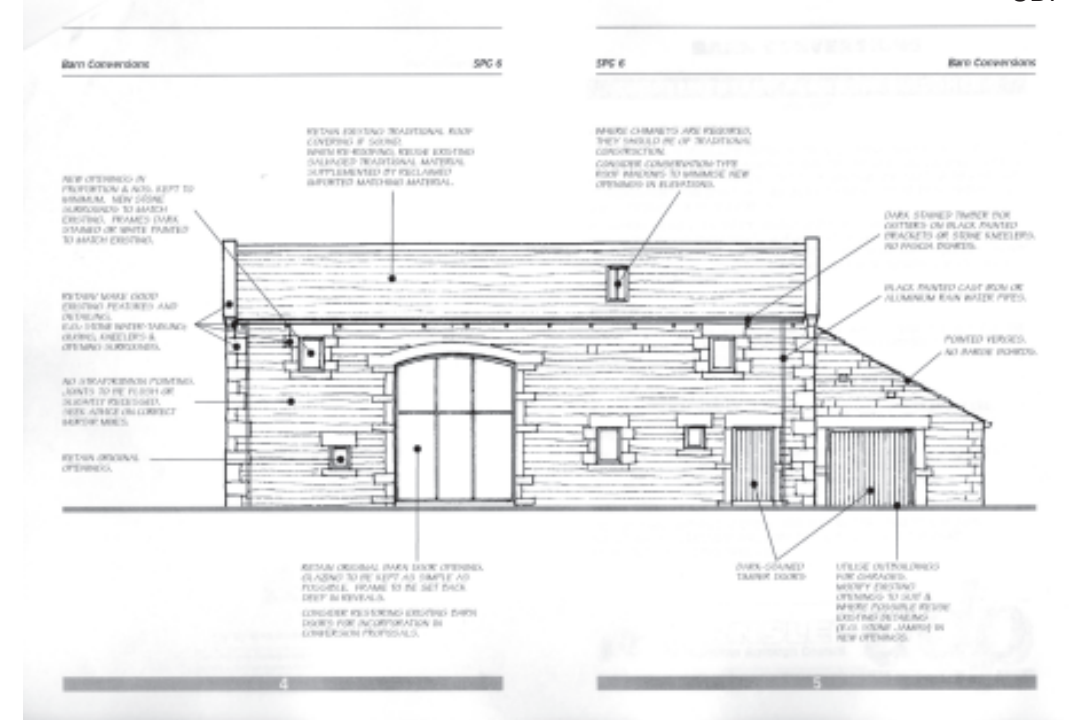 Barn Conversions
SPG 6
SPG 6
Barn Conversions
RETAIN EXISTING TRADITIONAL ROOF
COVERING IF SOUND.
WHEN RE-ROOFING, REUSE EXISTING
SALVAGED TRADITIONAL MATERIAL
SUPPLEMENTED BY RECLAIMED
IMPORTED MATCHING MATERIAL.
WHERE CHIMNEYS ARE REQUIRED,
THEY SHOULD BE OF TRADITIONAL
CONSTRUCTION.
CONSIDER CONSERVATION-TYPE
ROOF WINDOWS TO MINIMISE NEW
OPENINGS IN ELEVATIONS.
NEW OPENINGS IN
PROPORTION & NOS. KEPT TO
MINIMUM. NEW STONE
SURROUNDS TO MATCH
EXISTING. FRAMES DARK
STAINED OR WHITE PAINTED
TO MATCH EXISTING.
DARK STAINED TIMBER BOX
GUTTERS ON BLACK PAINTED
BRACKETS OR STONE KNEELERS.
NO FASCIA BOARDS.
RETAIN/MAKE GOOD
EXISTING FEATURES AND
DETAILING.
E.G: STONE WATER-TABLING,
QUOINS, KNEELERS &
OPENING SURROUNDS.
BLACK PAINTED CAST IRON OR
ALUMINIUM RAIN WATER PIPES.
POINTED VERGES.
NO BARGE BOARDS.
NO STRAP/RIBBON POINTING.
JOINTS TO BE FLUSH OR
SLIGHTLY RECESSED.
SEEK ADVICE ON CORRECT
MORTAR MIXES.
RETAIN ORIGINAL
OPENINGS.
RETAIN ORIGINAL BARN DOOR OPENING.
GLAZING TO BE KEPT AS SIMPLE AS
POSSIBLE. FRAME TO BE SET BACK
DEEP IN REVEALS.
CONSIDER RESTORING EXISTING BARN
DOORS FOR INCORPORATION IN
CONVERSION PROPOSALS.
DARK-STAINED
TIMBER DOORS
UTILISE OUTBUILDINGS
FOR GARAGES.
MODIFY EXISTING
OPENINGS TO SUIT &
WHERE POSSIBLE REUSE
EXISTING DETAILING
(E.G. STONE JAMBS) IN
NEW OPENINGS.
4
5